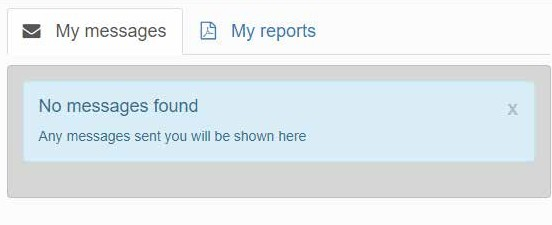 My messages My reports
No messages found x
Any messages sent you will be shown here